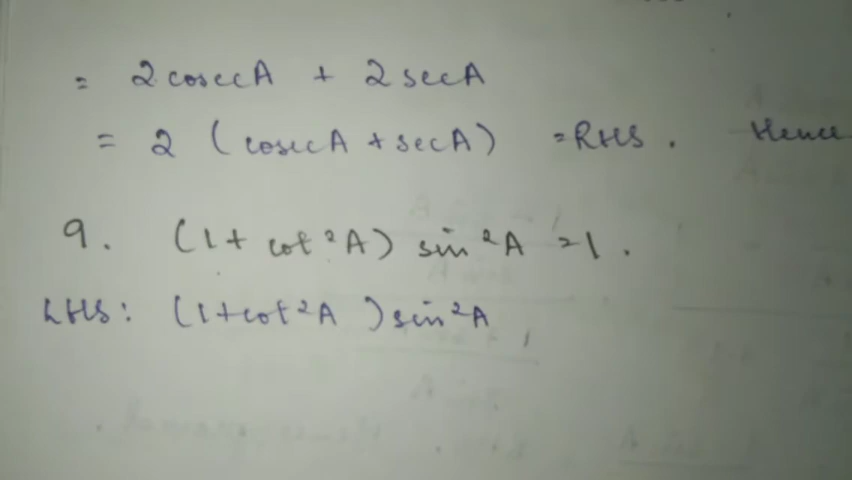 = 2 cosecA + 2 secA
= 2 (cosecA + secA) = RHS . Hence
9. (1 + cot²A) sin²A = 1 .
LHS : (1 + cot²A) sin²A